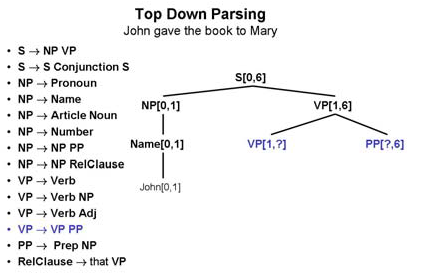 Top Down Parsing
John gave the book to Mary
• S → NP VP
• S → S Conjunction S
• NP → Pronoun
• NP → Name
• NP → Article Noun
• NP → Number
• NP → NP PP
• NP → NP RelClause
• VP → Verb
• VP → Verb NP
• VP → Verb Adj
• VP → VP PP
• PP → Prep NP
• RelClause → that VP
S[0,6]
NP[0,1] VP[1,6]
Name[0,1] VP[1,?] PP[?,6]
John[0,1]